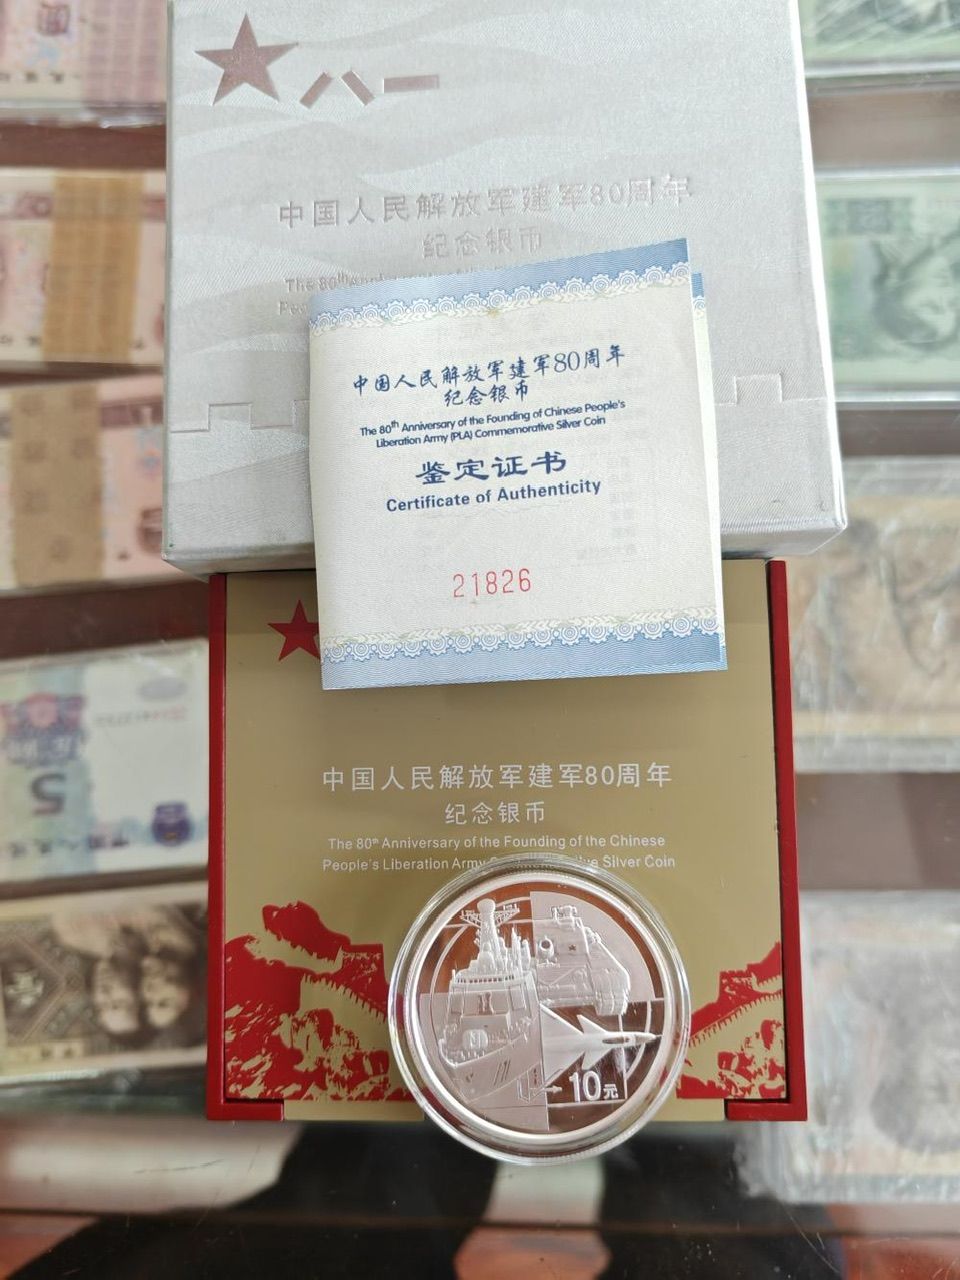 八一
中国人民解放军建军80周年
纪念银币
The 80th
中国人民解放军建军80周年
纪念银币
The 80th Anniversary of the Founding of Chinese People's
Liberation Army (PLA) Commemorative Silver Coin
鉴定证书
Certificate of Authenticity
21826
中国人民解放军建军80周年
纪念银币
The 80th Anniversary of the Founding of the Chinese
People's Liberation Army Silver Coin
10元
5